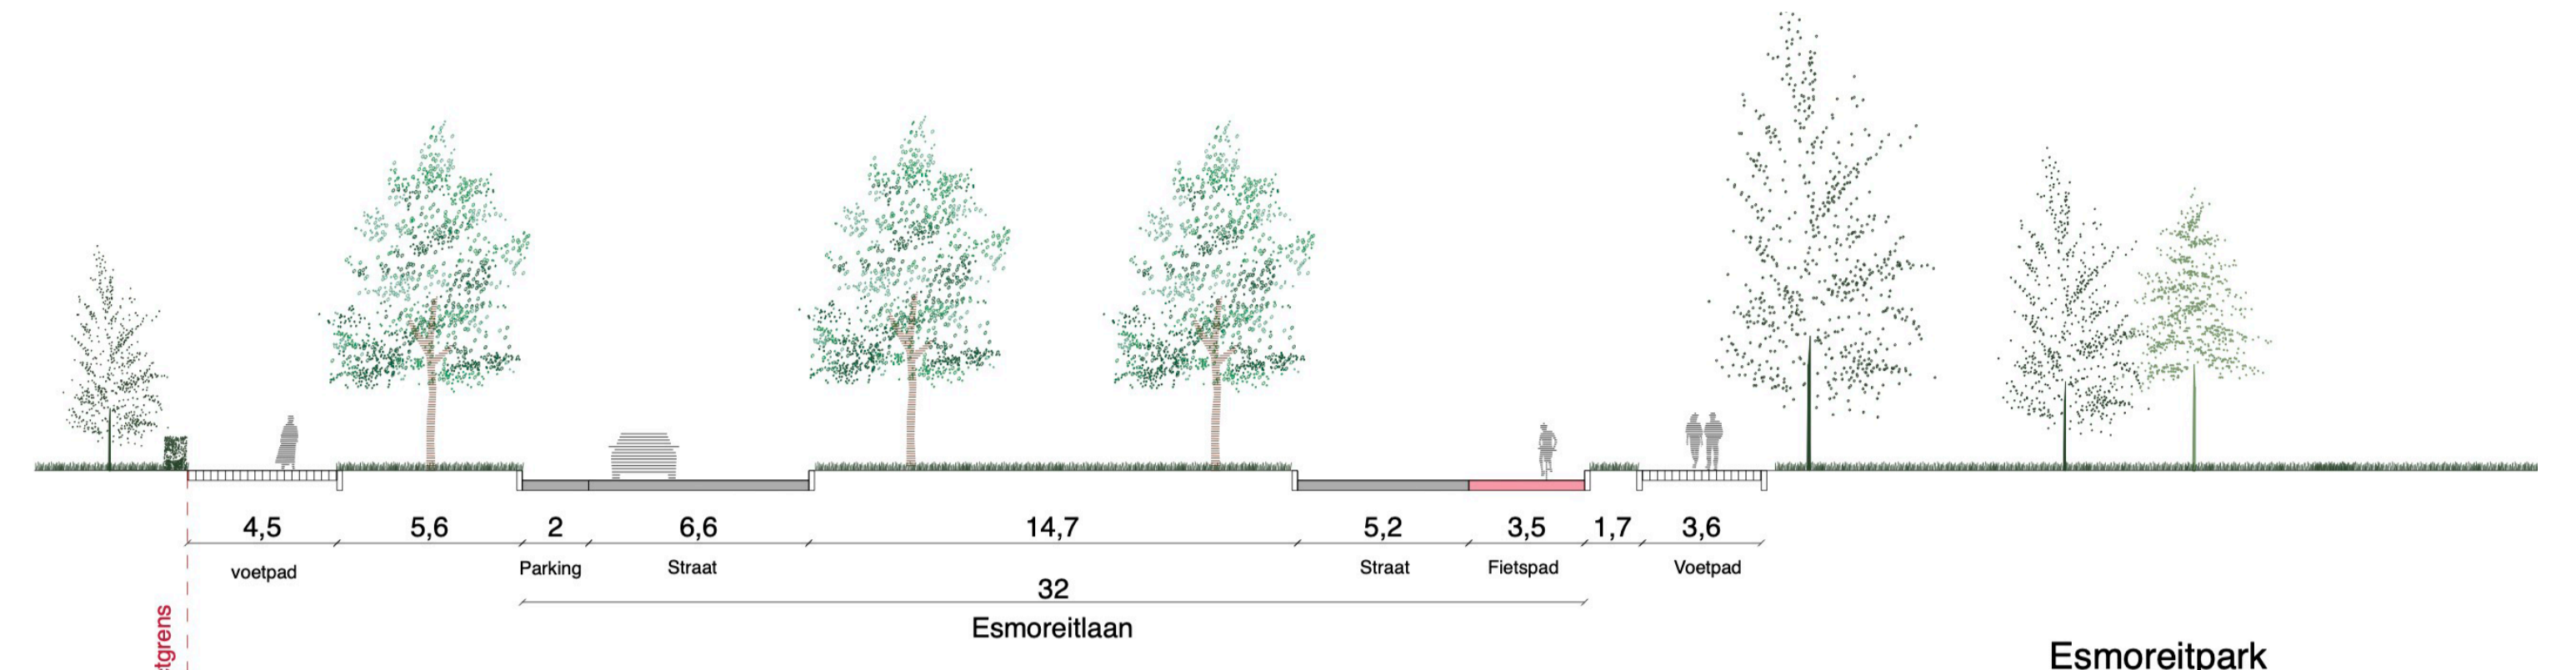 4,5 5,6 2 6,6 14,7 5,2 3,5 1,7 3,6
voetpad Parking Straat Straat Fietspad Voetpad
32
Esmoreitlaan
Esmoreitpark